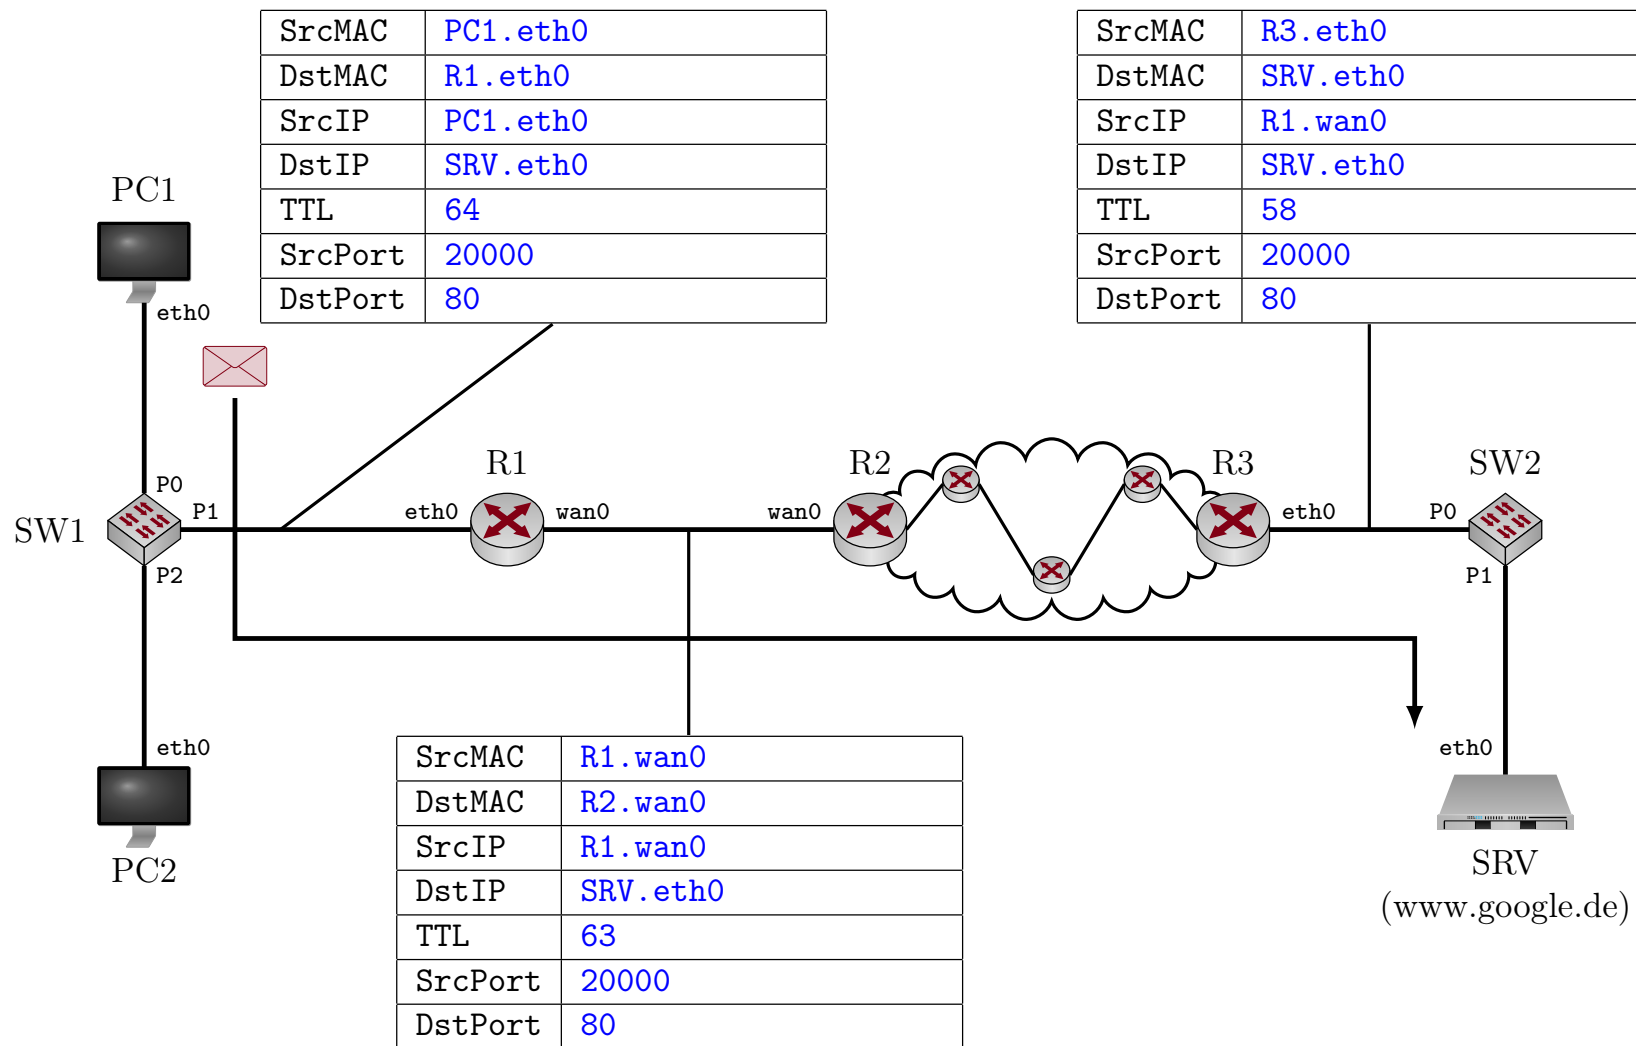 SrcMAC PC1.eth0
DstMAC R1.eth0
SrcIP PC1.eth0
DstIP SRV.eth0
TTL 64
SrcPort 20000
DstPort 80
SrcMAC R3.eth0
DstMAC SRV.eth0
SrcIP R1.wan0
DstIP SRV.eth0
TTL 58
SrcPort 20000
DstPort 80
PC1
eth0
P0
SW1
P1
P2
eth0
PC2
eth0
R1
wan0
wan0
R2
R3
eth0
P0
SW2
P1
eth0
SRV
(www.google.de)
SrcMAC R1.wan0
DstMAC R2.wan0
SrcIP R1.wan0
DstIP SRV.eth0
TTL 63
SrcPort 20000
DstPort 80